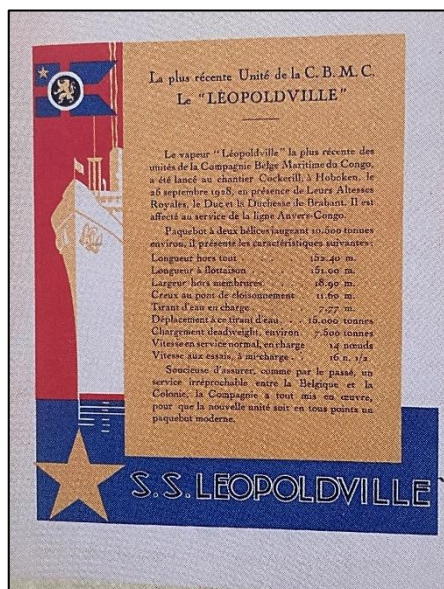 La plus récente Unité de la C. B. M. C.
Le "LÉOPOLDVILLE"
Le vapeur "Léopoldville" la plus récente des
unités de la Compagnie Belge Maritime du Congo,
a été lancé au chantier Cockerill, à Hoboken, le
26 septembre 1928, en présence de Leurs Altesses
Royales, le Duc et la Duchesse de Brabant. Il est
affecté au service de la ligne Anvers-Congo.
Paquebot à deux hélices jaugeant 10.600 tonnes
environ, il présente les caractéristiques suivantes :
Longueur hors tout . . . . . 152.40 m.
Longueur à flottaison . . . . 151.00 m.
Largeur hors membrures . . . . 18.90 m.
Creux au pont de cloisonnement . 11.60 m.
Tirant d'eau en charge . . . . 7.77 m.
Déplacement à ce tirant d'eau . . . 15.000 tonnes
Chargement deadweight, environ . 7.500 tonnes
Vitesse en service normal, en charge 14 nœuds
Vitesse aux essais, à mi-charge . . 16 n. 1/2
Soucieuse d'assurer, comme par le passé, un
service irréprochable entre la Belgique et la
Colonie, la Compagnie a tout mis en œuvre,
pour que la nouvelle unité soit en tous points un
paquebot moderne.
S.S. LEOPOLDVILLE